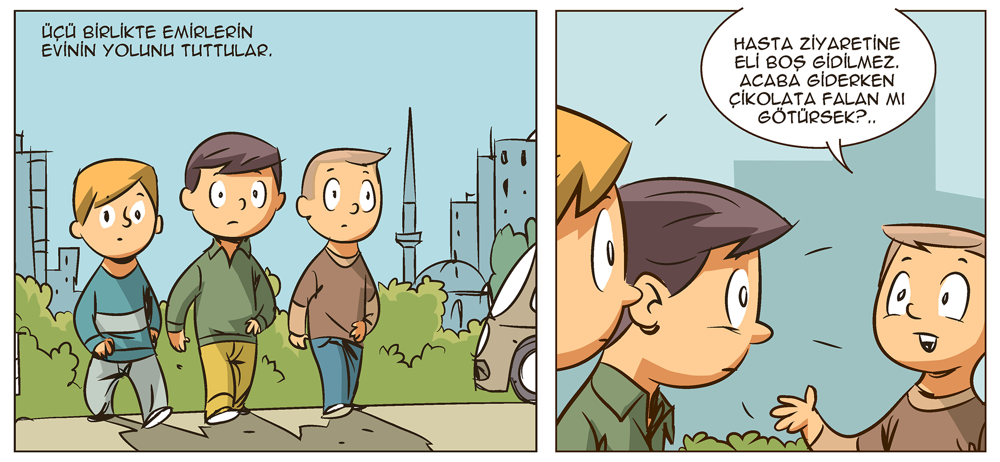 ÜÇÜ BİRLİKTE EMİRLERİN
EVİNİN YOLUNU TUTTULAR.
HASTA ZİYARETİNE
ELİ BOŞ GİDİLMEZ.
ACABA GİDERKEN
ÇİKOLATA FALAN MI
GÖTÜRSEK?..